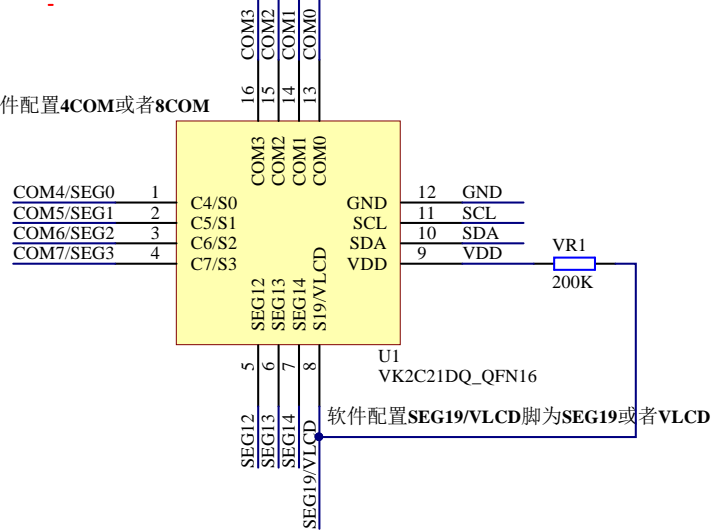 COM3
COM2
COM1
COM0
16
15
14
13
件配置4COM或者8COM
COM3
COM2
COM1
COM0
COM4/SEG0 1 C4/S0
COM5/SEG1 2 C5/S1
COM6/SEG2 3 C6/S2
COM7/SEG3 4 C7/S3
GND 12 GND
SCL 11 SCL
SDA 10 SDA
VDD 9 VDD
VR1
200K
SEG12
SEG13
SEG14
S19/VLCD
U1
VK2C21DQ_QFN16
5
6
7
8
软件配置SEG19/VLCD脚为SEG19或者VLCD
SEG12
SEG13
SEG14
SEG19/VLCD